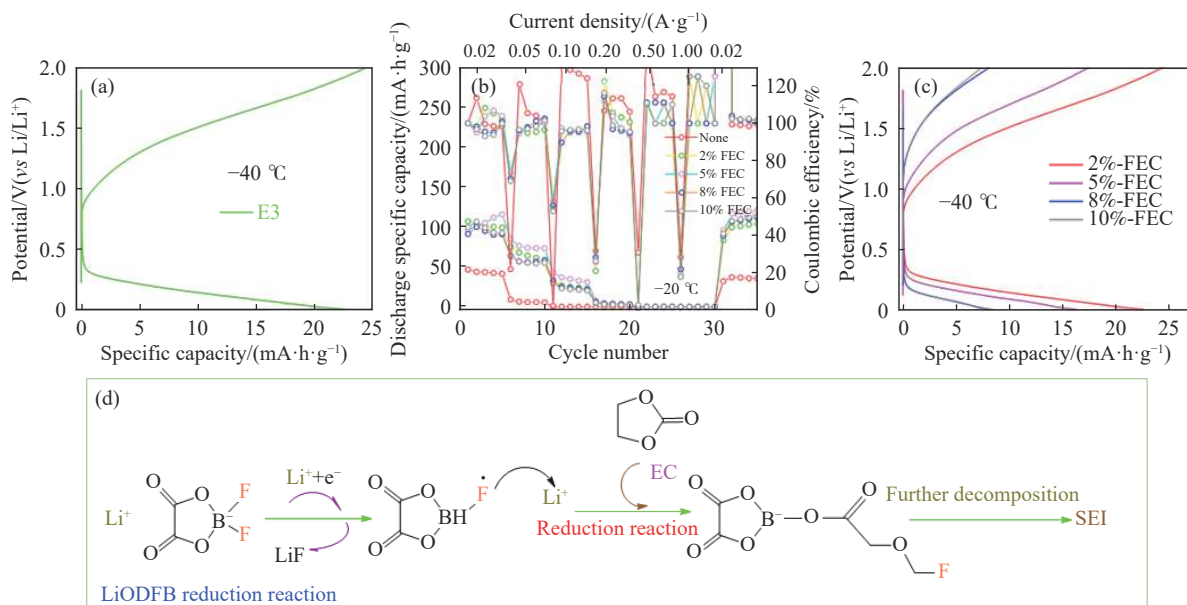 (a)
Potential/V(vs Li/Li⁺)
2.0
1.5
1.0
0.5
0
−40 ℃
E3
0 5 10 15 20 25
Specific capacity/(mA·h·g⁻¹)
Current density/(A·g⁻¹)
0.02 0.05 0.10 0.20 0.50 1.00 0.02
(b)
Discharge specific capacity/(mA·h·g⁻¹)
300
250
200
150
100
50
0
None
2% FEC
5% FEC
8% FEC
10% FEC
−20 ℃
120
100
80
60
40
20
0
Coulombic efficiency/%
0 10 20 30
Cycle number
(c)
Potential/V(vs Li/Li⁺)
2.0
1.5
1.0
0.5
0
−40 ℃
2%-FEC
5%-FEC
8%-FEC
10%-FEC
0 5 10 15 20 25
Specific capacity/(mA·h·g⁻¹)
(d)
Li⁺
O
O
O
O
B⁻
F
F
LiODFB reduction reaction
Li⁺+e⁻
LiF
O
O
O
O
BH
F·
Li⁺
O
O
O
EC
Reduction reaction
O
O
O
O
B⁻
O
O
O
F
Further decomposition
SEI